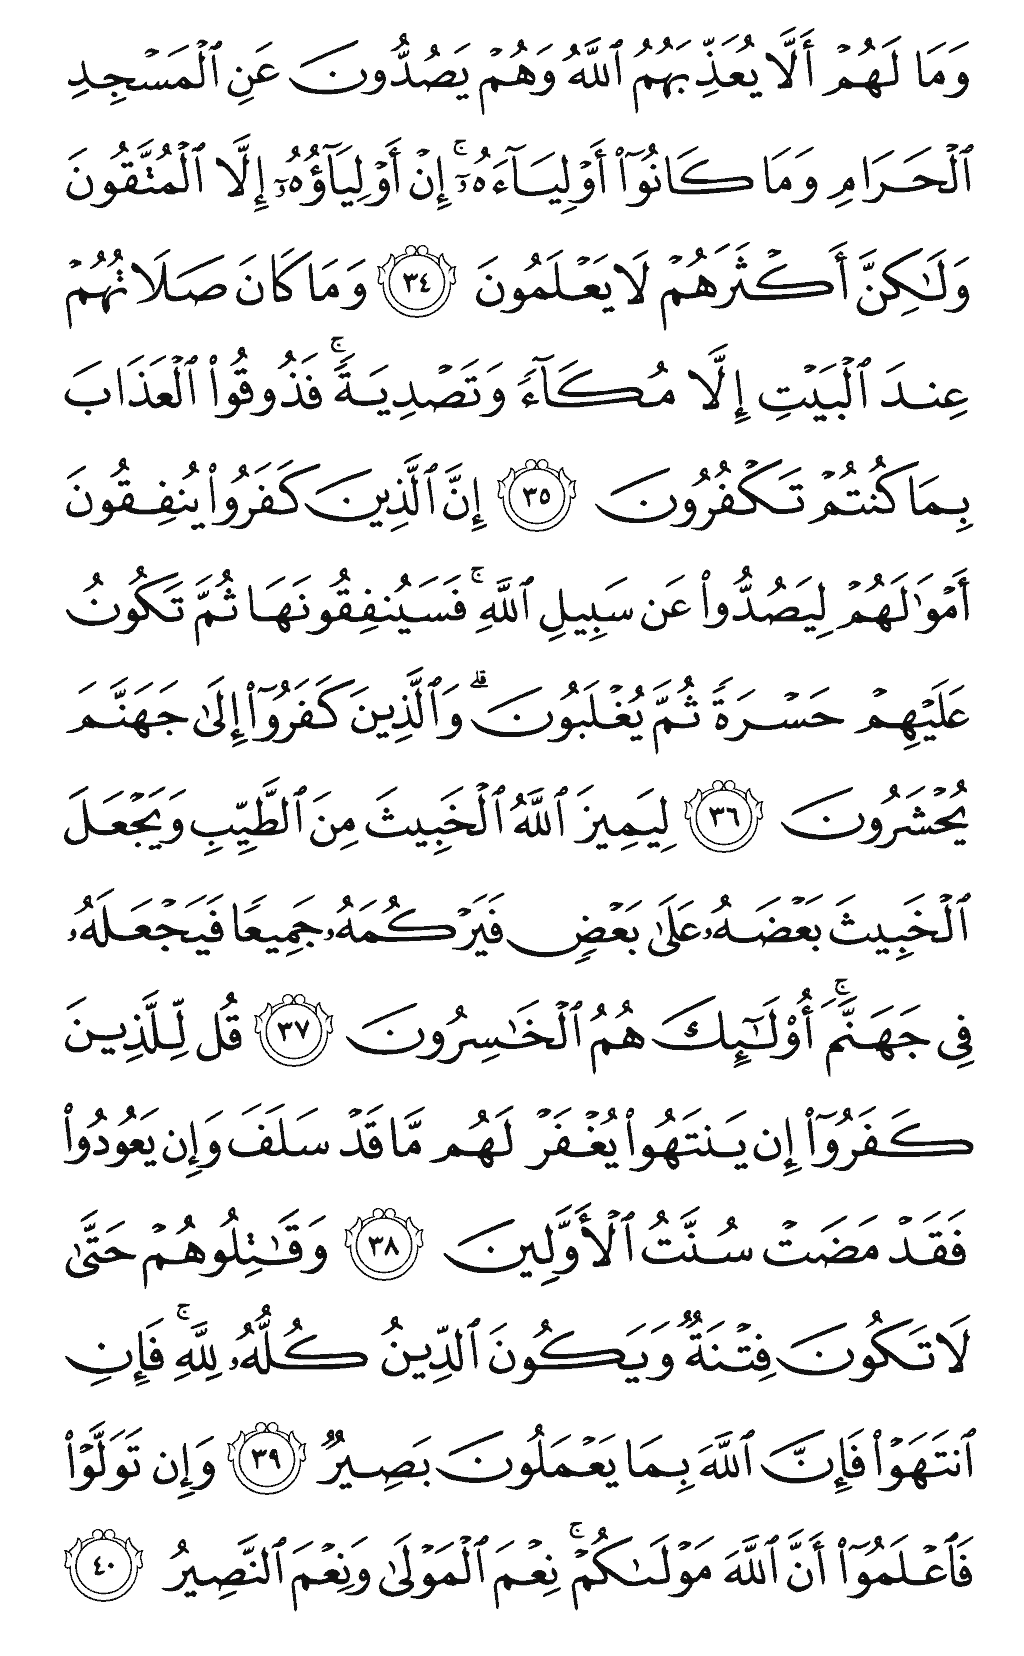 وَمَا لَهُمْ أَلَّا يُعَذِّبَهُمُ ٱللَّهُ وَهُمْ يَصُدُّونَ عَنِ ٱلْمَسْجِدِ
ٱلْحَرَامِ وَمَا كَانُوٓا۟ أَوْلِيَآءَهُۥٓ ۚ إِنْ أَوْلِيَآؤُهُۥٓ إِلَّا ٱلْمُتَّقُونَ
وَلَـٰكِنَّ أَكْثَرَهُمْ لَا يَعْلَمُونَ ٣٤ وَمَا كَانَ صَلَاتُهُمْ
عِندَ ٱلْبَيْتِ إِلَّا مُكَآءً وَتَصْدِيَةً ۚ فَذُوقُوا۟ ٱلْعَذَابَ
بِمَا كُنتُمْ تَكْفُرُونَ ٣٥ إِنَّ ٱلَّذِينَ كَفَرُوا۟ يُنفِقُونَ
أَمْوَٰلَهُمْ لِيَصُدُّوا۟ عَن سَبِيلِ ٱللَّهِ ۚ فَسَيُنفِقُونَهَا ثُمَّ تَكُونُ
عَلَيْهِمْ حَسْرَةً ثُمَّ يُغْلَبُونَ ۗ وَٱلَّذِينَ كَفَرُوٓا۟ إِلَىٰ جَهَنَّمَ
يُحْشَرُونَ ٣٦ لِيَمِيزَ ٱللَّهُ ٱلْخَبِيثَ مِنَ ٱلطَّيِّبِ وَيَجْعَلَ
ٱلْخَبِيثَ بَعْضَهُۥ عَلَىٰ بَعْضٍ فَيَرْكُمَهُۥ جَمِيعًا فَيَجْعَلَهُۥ
فِى جَهَنَّمَ ۚ أُو۟لَـٰٓئِكَ هُمُ ٱلْخَـٰسِرُونَ ٣٧ قُل لِّلَّذِينَ
كَفَرُوٓا۟ إِن يَنتَهُوا۟ يُغْفَرْ لَهُم مَّا قَدْ سَلَفَ وَإِن يَعُودُوا۟
فَقَدْ مَضَتْ سُنَّتُ ٱلْأَوَّلِينَ ٣٨ وَقَـٰتِلُوهُمْ حَتَّىٰ
لَا تَكُونَ فِتْنَةٌ وَيَكُونَ ٱلدِّينُ كُلُّهُۥ لِلَّهِ ۚ فَإِنِ
ٱنتَهَوْا۟ فَإِنَّ ٱللَّهَ بِمَا يَعْمَلُونَ بَصِيرٌ ٣٩ وَإِن تَوَلَّوْا۟
فَٱعْلَمُوٓا۟ أَنَّ ٱللَّهَ مَوْلَىٰكُمْ ۚ نِعْمَ ٱلْمَوْلَىٰ وَنِعْمَ ٱلنَّصِيرُ ٤٠